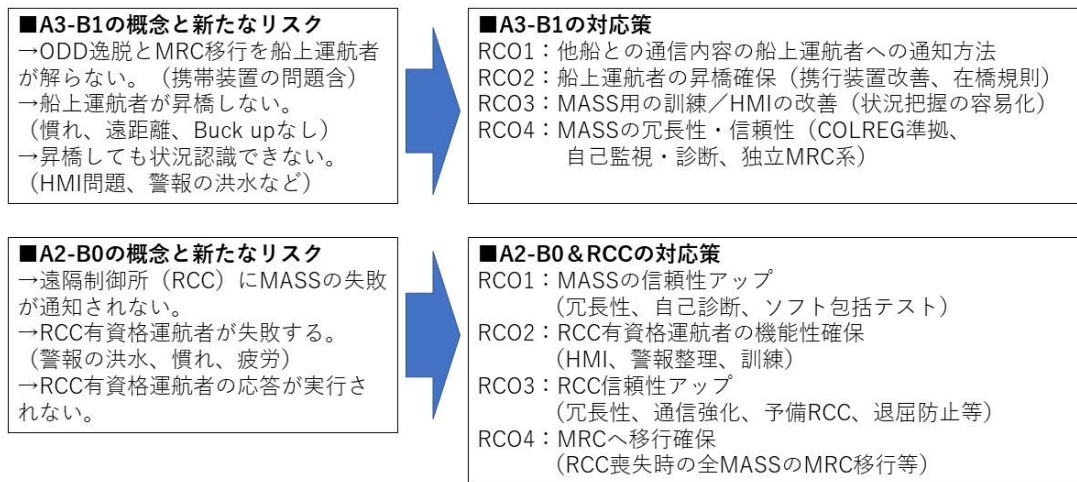 ■A3-B1の概念と新たなリスク
→ODD逸脱とMRC移行を船上運航者
が解らない。（携帯装置の問題含）
→船上運航者が昇橋しない。
（慣れ、遠距離、Buck upなし）
→昇橋しても状況認識できない。
（HMI問題、警報の洪水など）
■A3-B1の対応策
RCO1：他船との通信内容の船上運航者への通知方法
RCO2：船上運航者の昇橋確保（携行装置改善、在橋規則）
RCO3：MASS用の訓練／HMIの改善（状況把握の容易化）
RCO4：MASSの冗長性・信頼性（COLREG準拠、
自己監視・診断、独立MRC系）
■A2-B0の概念と新たなリスク
→遠隔制御所（RCC）にMASSの失敗
が通知されない。
→RCC有資格運航者が失敗する。
（警報の洪水、慣れ、疲労）
→RCC有資格運航者の応答が実行さ
れない。
■A2-B0＆RCCの対応策
RCO1：MASSの信頼性アップ
（冗長性、自己診断、ソフト包括テスト）
RCO2：RCC有資格運航者の機能性確保
（HMI、警報整理、訓練）
RCO3：RCC信頼性アップ
（冗長性、通信強化、予備RCC、退屈防止等）
RCO4：MRCへ移行確保
（RCC喪失時の全MASSのMRC移行等）